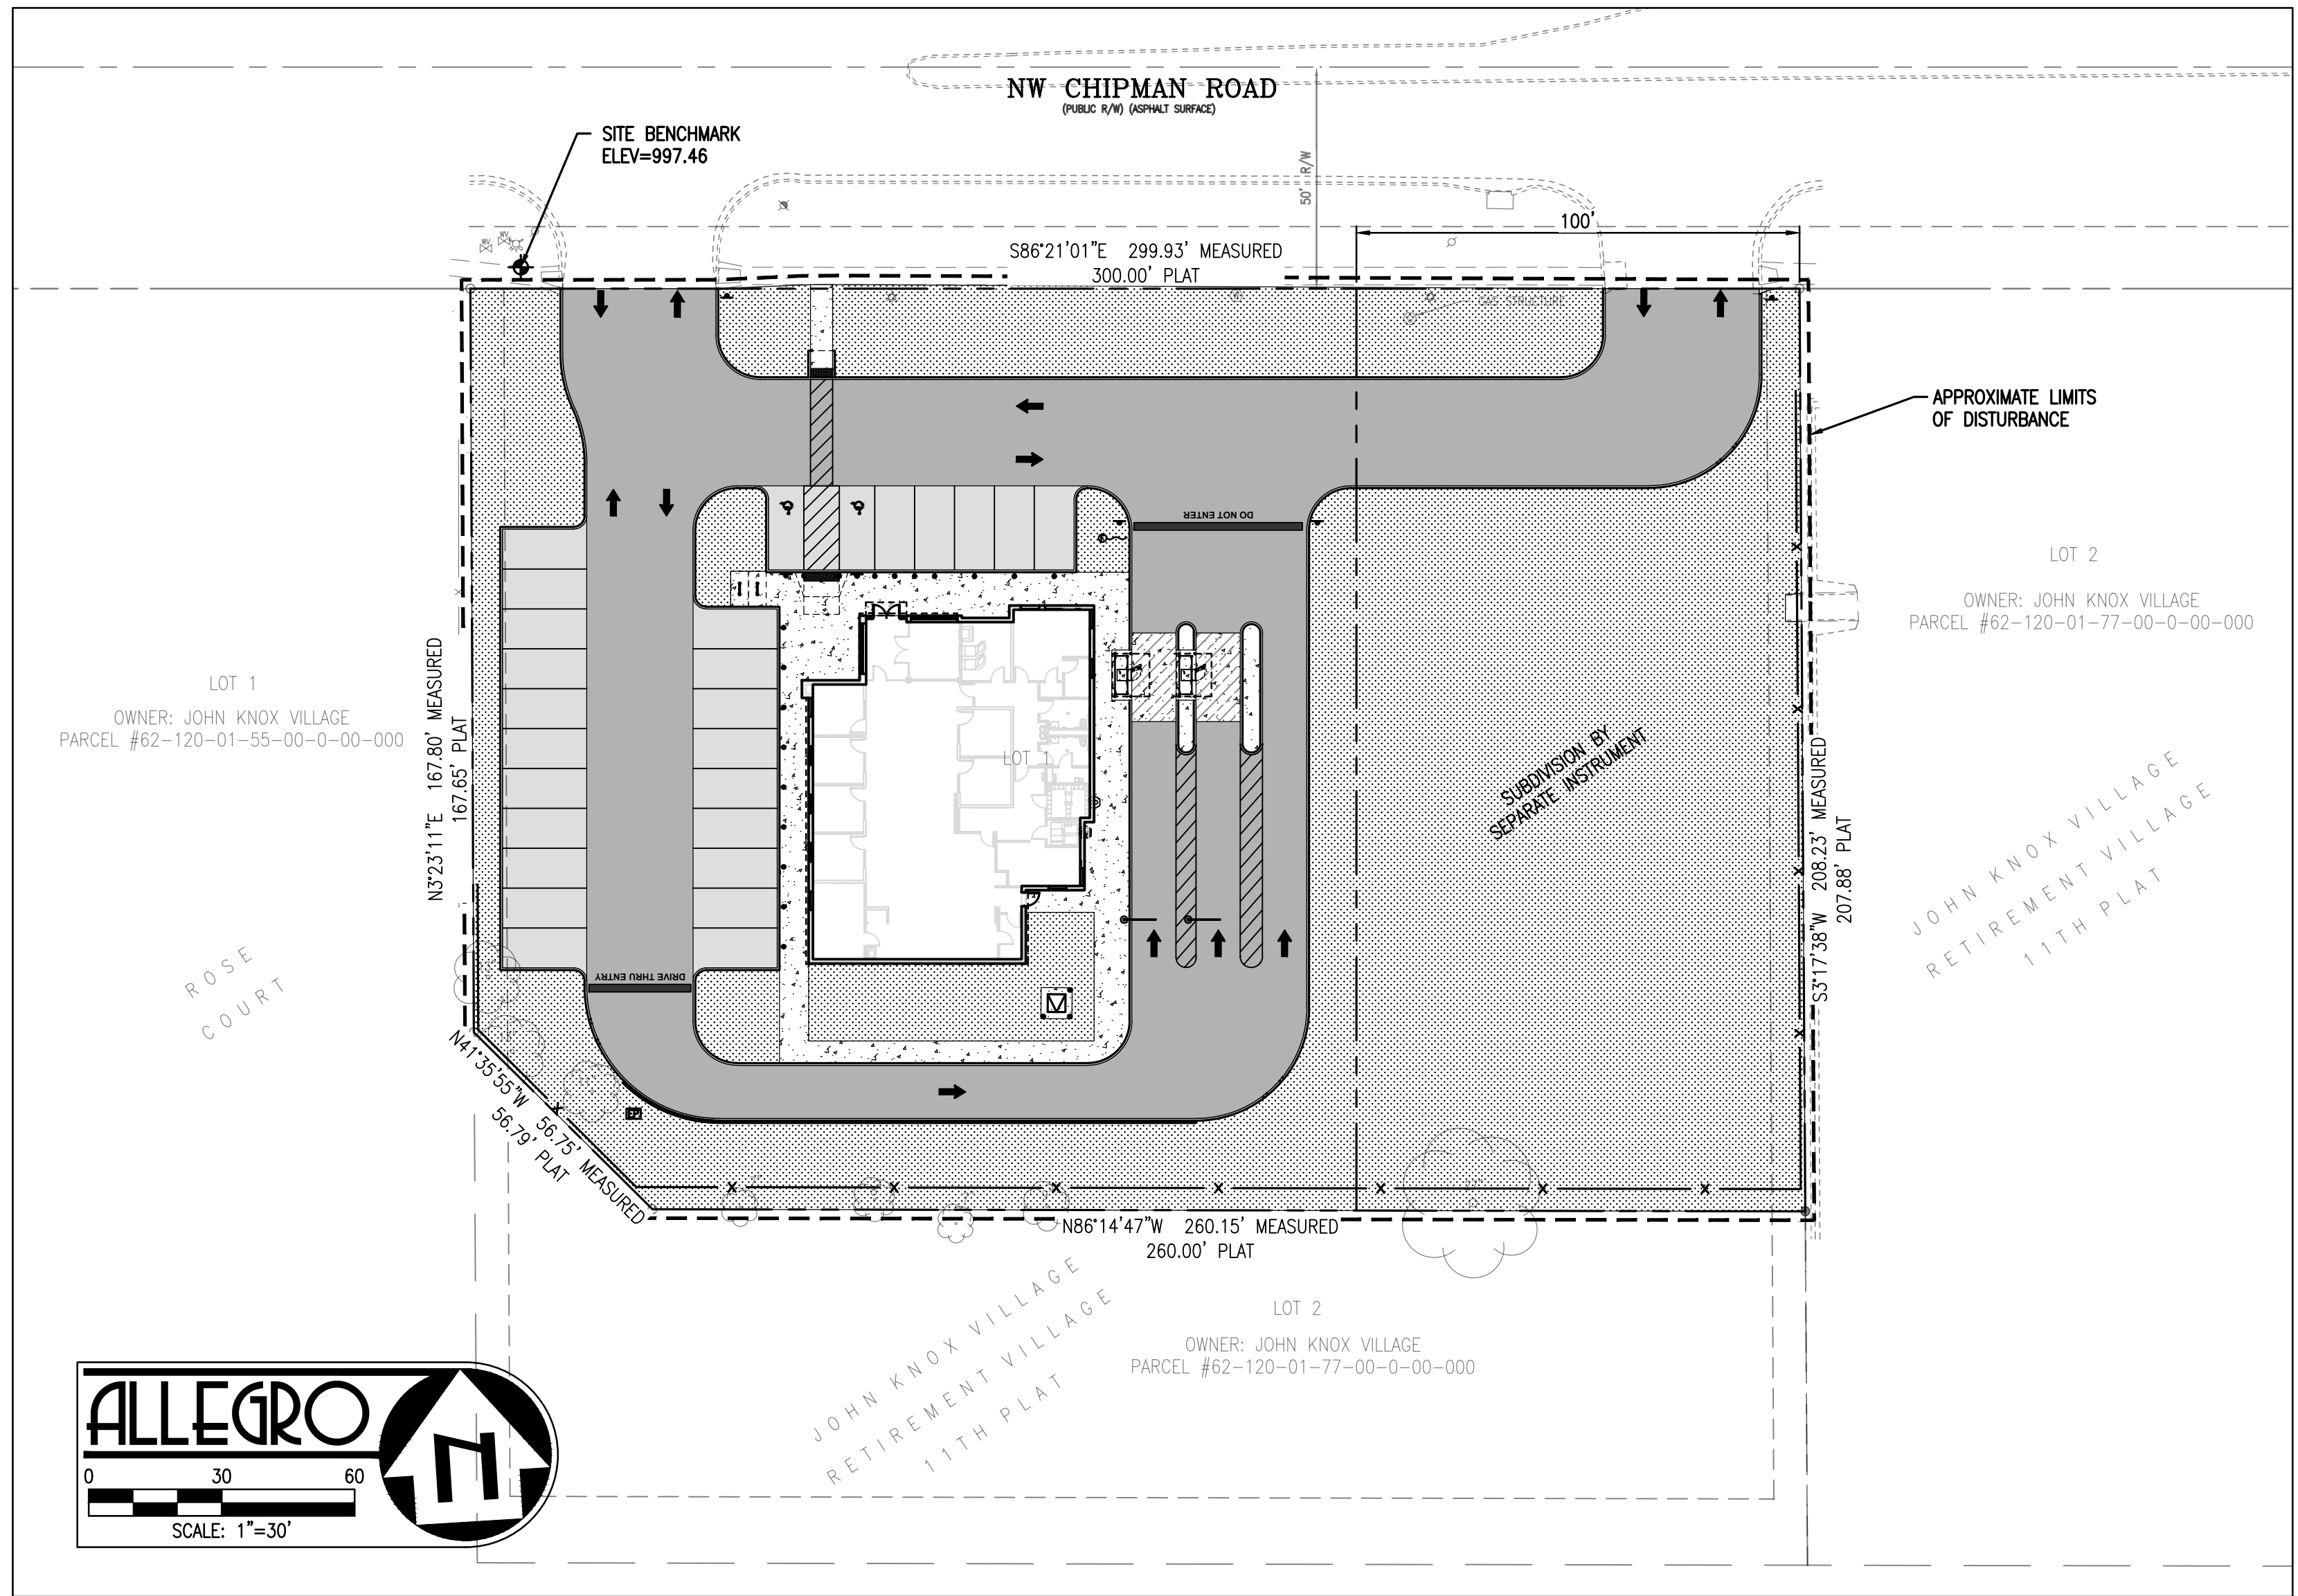 NW CHIPMAN ROAD
(PUBLIC R/W) (ASPHALT SURFACE)
SITE BENCHMARK
ELEV=997.46
50' R/W
100'
WV
WV
S86°21'01"E 299.93' MEASURED
300.00' PLAT
GAS STRUCTURE
APPROXIMATE LIMITS
OF DISTURBANCE
DO NOT ENTER
LOT 2
OWNER: JOHN KNOX VILLAGE
PARCEL #62-120-01-77-00-0-00-000
LOT 1
OWNER: JOHN KNOX VILLAGE
PARCEL #62-120-01-55-00-0-00-000
N3°23'11"E 167.80' MEASURED
167.65' PLAT
LOT 1
SUBDIVISION BY
SEPARATE INSTRUMENT
S3°17'38"W 208.23' MEASURED
207.88' PLAT
JOHN KNOX VILLAGE
RETIREMENT VILLAGE
11TH PLAT
ROSE
COURT
DRIVE THRU ENTRY
N41°35'55"W 56.75' MEASURED
56.79' PLAT
N86°14'47"W 260.15' MEASURED
260.00' PLAT
JOHN KNOX VILLAGE
RETIREMENT VILLAGE
11TH PLAT
LOT 2
OWNER: JOHN KNOX VILLAGE
PARCEL #62-120-01-77-00-0-00-000
ALLEGRO
N
0 30 60
SCALE: 1"=30'